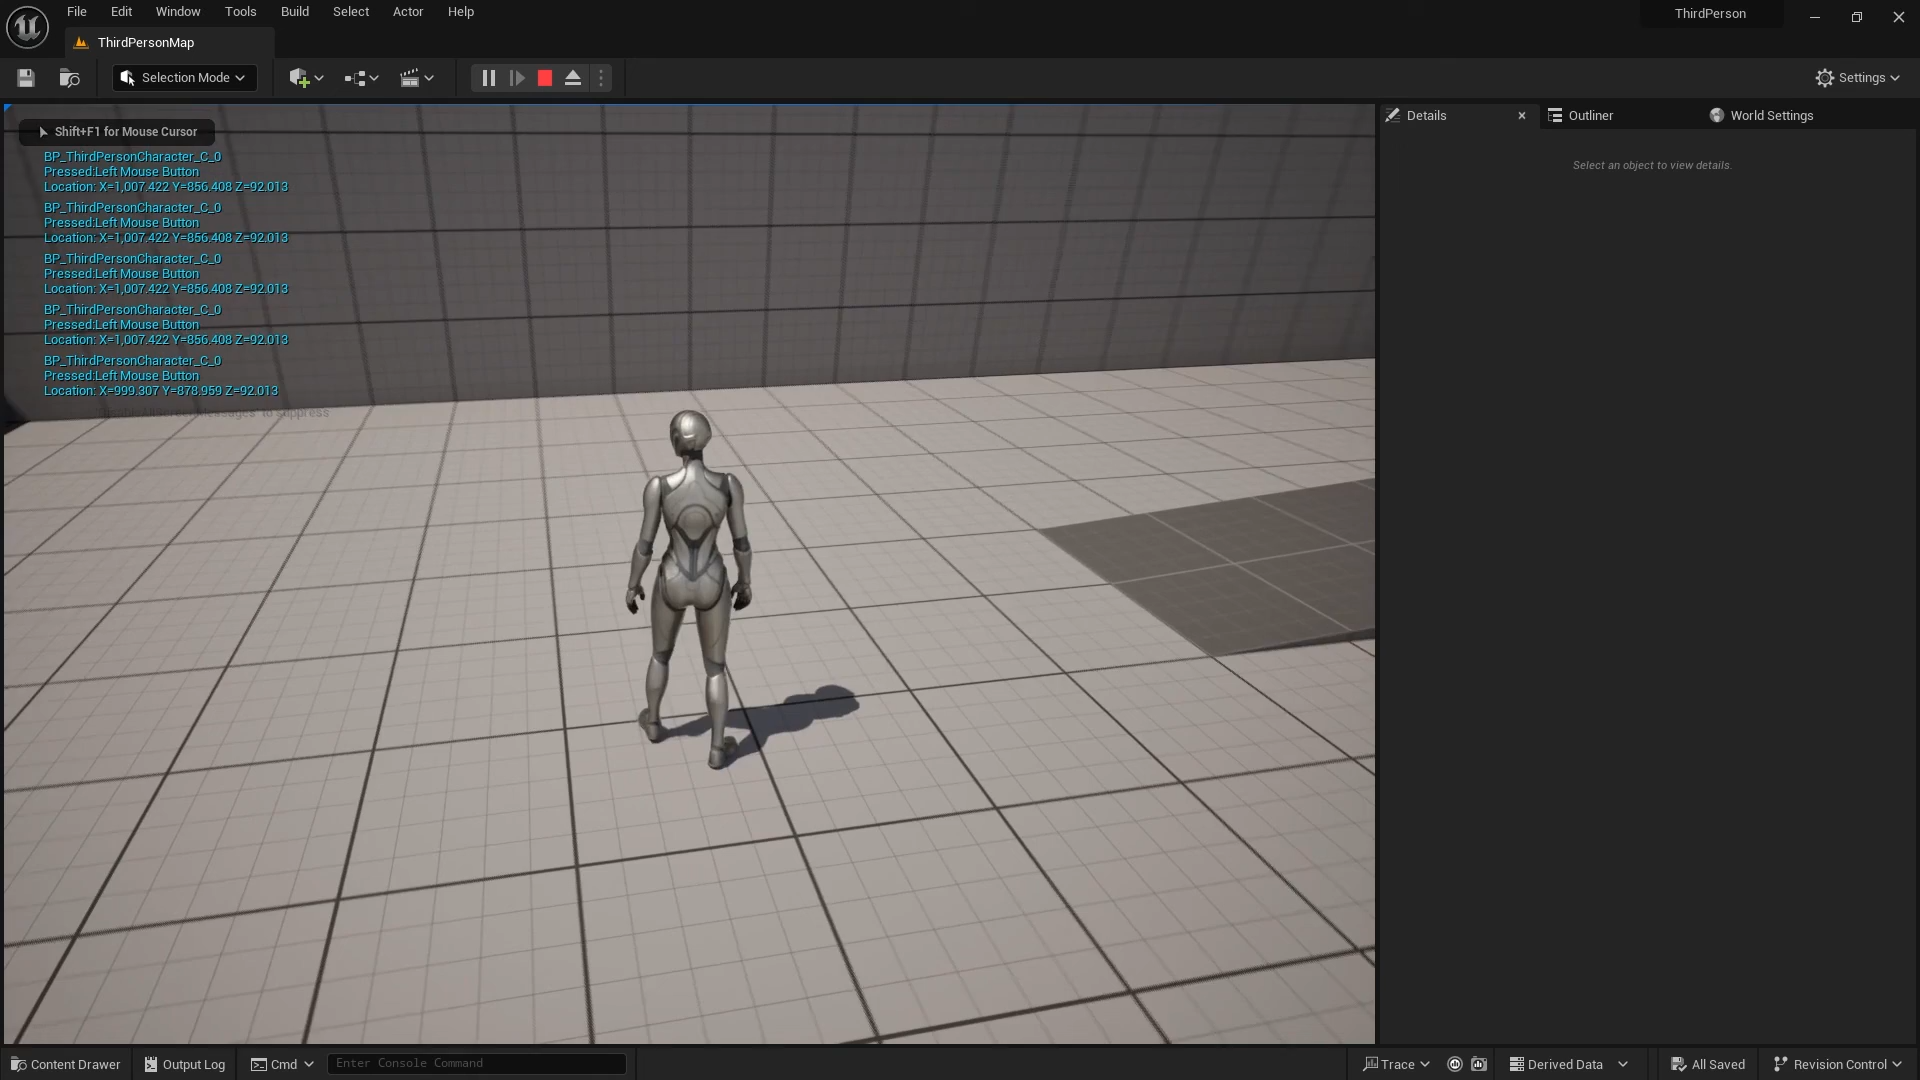 File Edit Window Tools Build Select Actor Help
ThirdPerson
ThirdPersonMap
Selection Mode
Settings
Shift+F1 for Mouse Cursor
BP_ThirdPersonCharacter_C_0
Pressed:Left Mouse Button
Location: X=1,007.422 Y=856.408 Z=92.013
BP_ThirdPersonCharacter_C_0
Pressed:Left Mouse Button
Location: X=1,007.422 Y=856.408 Z=92.013
BP_ThirdPersonCharacter_C_0
Pressed:Left Mouse Button
Location: X=1,007.422 Y=856.408 Z=92.013
BP_ThirdPersonCharacter_C_0
Pressed:Left Mouse Button
Location: X=1,007.422 Y=856.408 Z=92.013
BP_ThirdPersonCharacter_C_0
Pressed:Left Mouse Button
Location: X=999.307 Y=878.959 Z=92.013
to suppress
Details Outliner World Settings
Select an object to view details.
Content Drawer Output Log Cmd Enter Console Command Trace Derived Data All Saved Revision Control